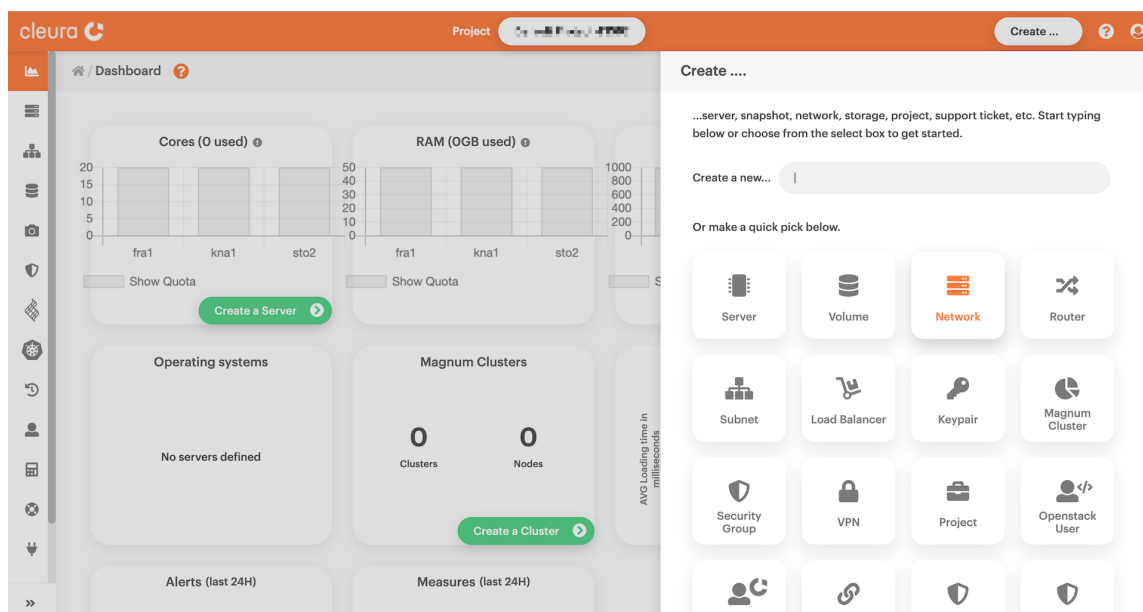 cleura
Project
Create ...
Dashboard
Create ....
...server, snapshot, network, storage, project, support ticket, etc. Start typing
below or choose from the select box to get started.
Create a new...
Or make a quick pick below.
Server
Volume
Network
Router
Subnet
Load Balancer
Keypair
Magnum
Cluster
Security
Group
VPN
Project
Openstack
User
Cores (0 used)
20
15
10
5
0
fra1
kna1
sto2
Show Quota
Create a Server
RAM (0GB used)
50
40
30
20
10
0
fra1
kna1
sto2
Show Quota
1000
800
600
400
200
0
S
Operating systems
No servers defined
Magnum Clusters
0
Clusters
0
Nodes
Create a Cluster
AVG Loading time in
milliseconds
Alerts (last 24H)
Measures (last 24H)